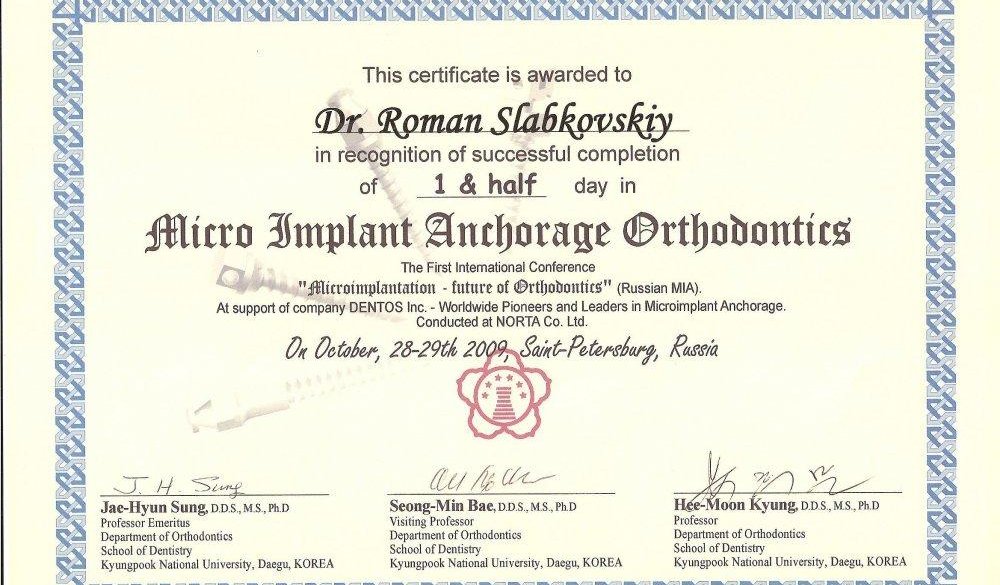 This certificate is awarded to
Dr. Roman Slabkovskiy
in recognition of successful completion
of 1 & half day in
Micro Implant Anchorage Orthodontics
The First International Conference
"Microimplantation - future of Orthodontics" (Russian MIA).
At support of company DENTOS Inc. - Worldwide Pioneers and Leaders in Microimplant Anchorage.
Conducted at NORTA Co. Ltd.
On October, 28-29th 2009, Saint-Petersburg, Russia
J. H. Sung
Jae-Hyun Sung, D.D.S., M.S., Ph.D
Professor Emeritus
Department of Orthodontics
School of Dentistry
Kyungpook National University, Daegu, KOREA
Seong-Min Bae, D.D.S., M.S., Ph.D
Visiting Professor
Department of Orthodontics
School of Dentistry
Kyungpook National University, Daegu, KOREA
Hee-Moon Kyung, D.D.S., M.S., Ph.D
Professor
Department of Orthodontics
School of Dentistry
Kyungpook National University, Daegu, KOREA